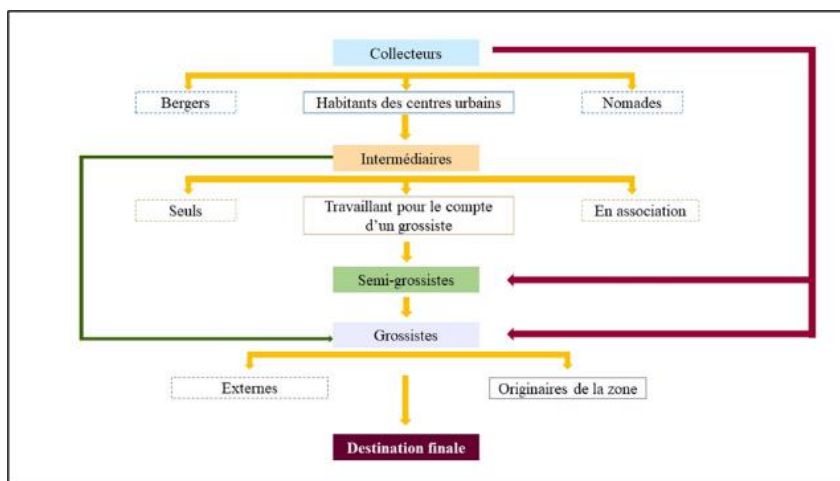 Collecteurs
Bergers
Habitants des centres urbains
Nomades
Intermédiaires
Seuls
Travaillant pour le compte
d'un grossiste
En association
Semi-grossistes
Grossistes
Externes
Originaires de la zone
Destination finale